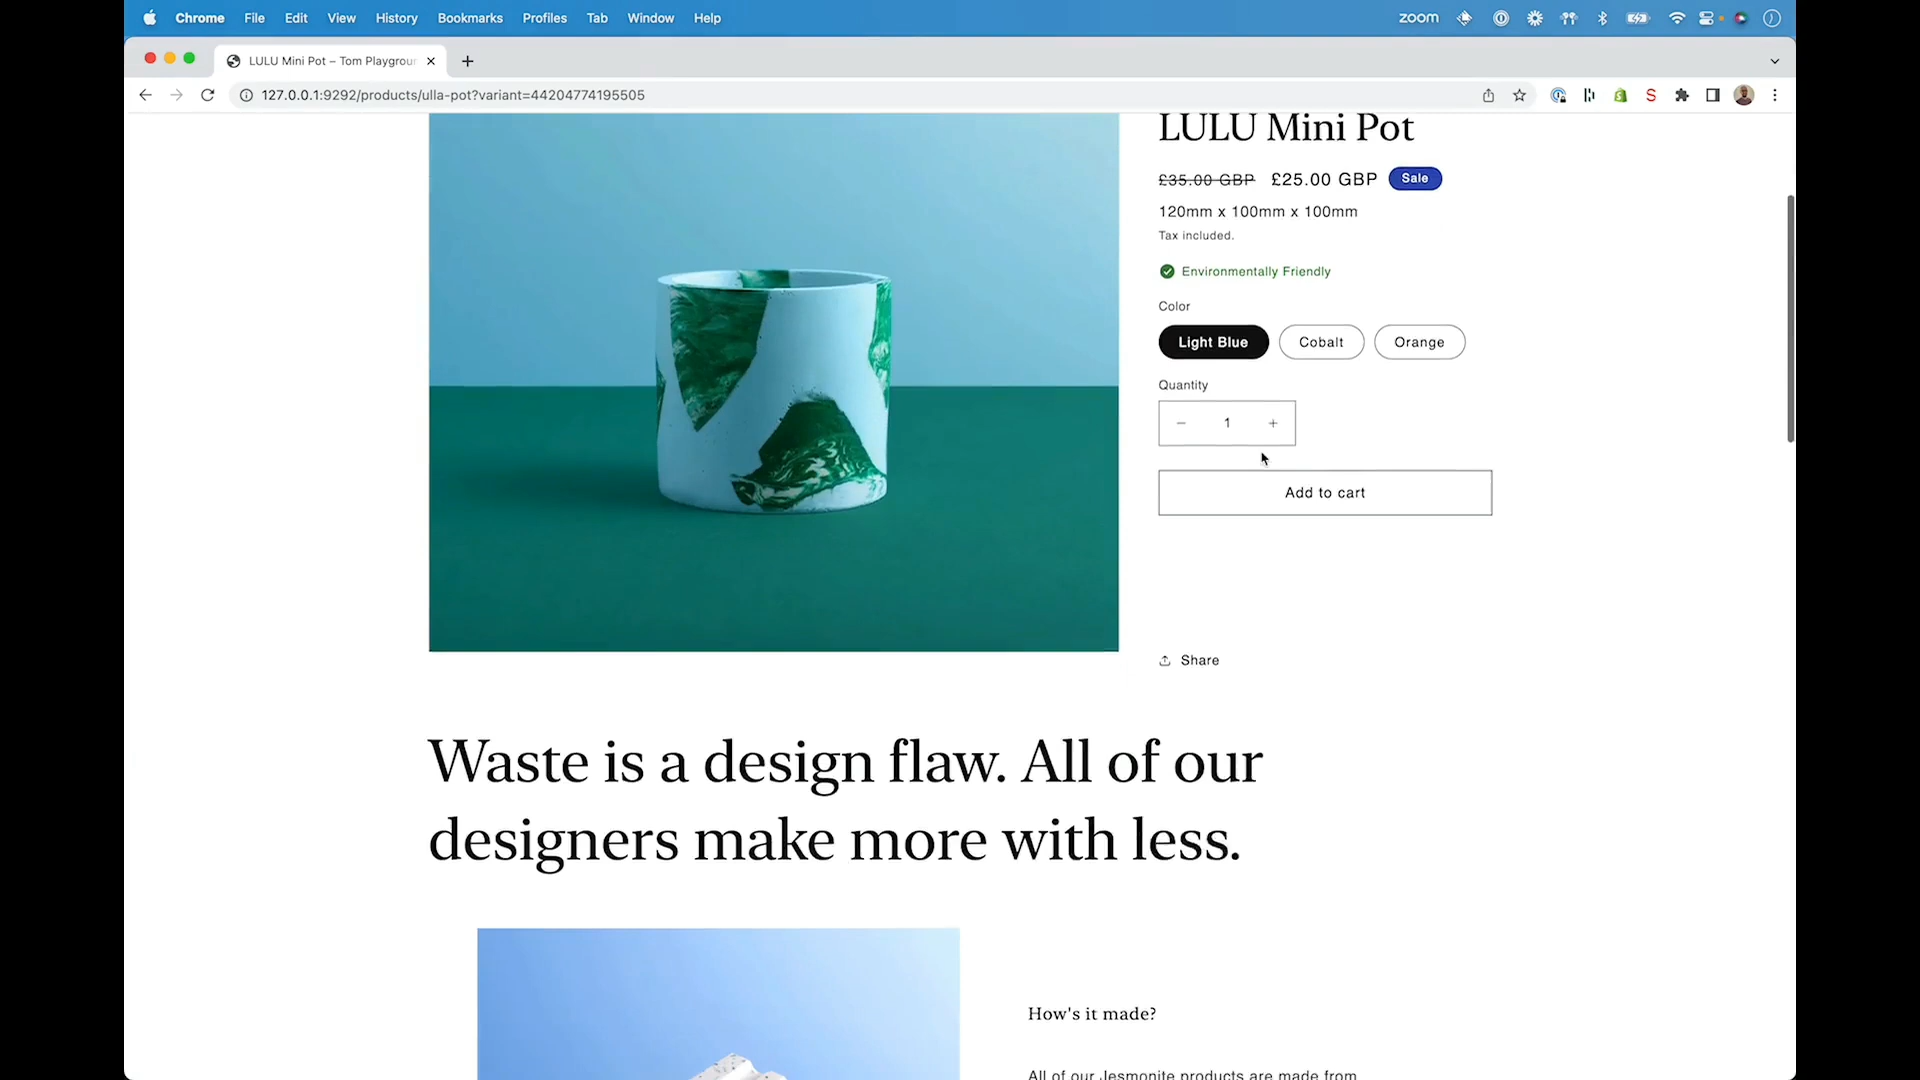 Chrome File Edit View History Bookmarks Profiles Tab Window Help zoom
LULU Mini Pot – Tom Playgrour
127.0.0.1:9292/products/ulla-pot?variant=44204774195505
LULU Mini Pot
£35.00 GBP £25.00 GBP Sale
120mm x 100mm x 100mm
Tax included.
Environmentally Friendly
Color
Light Blue Cobalt Orange
Quantity
− 1 +
Add to cart
Share
Waste is a design flaw. All of our
designers make more with less.
How's it made?
All of our Jesmonite products are made from